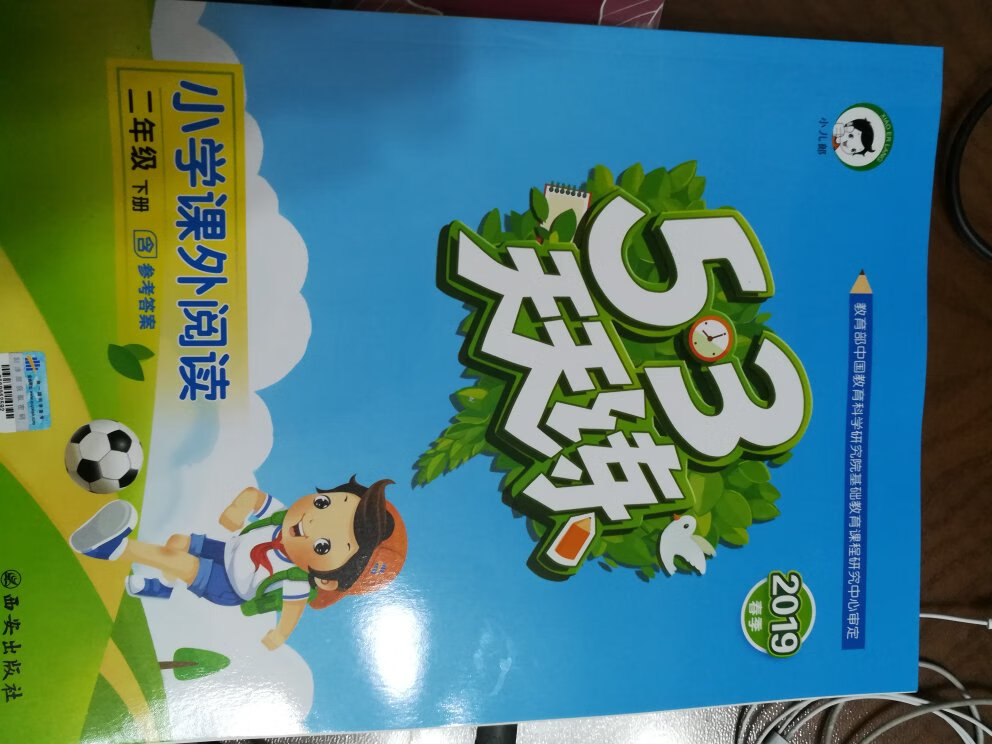 小儿郎
教育部中国教育科学研究院基础教育课程研究中心审定
2019
春季
5·3
天天练
小学课外阅读
二年级 下册 含 参考答案
西安出版社